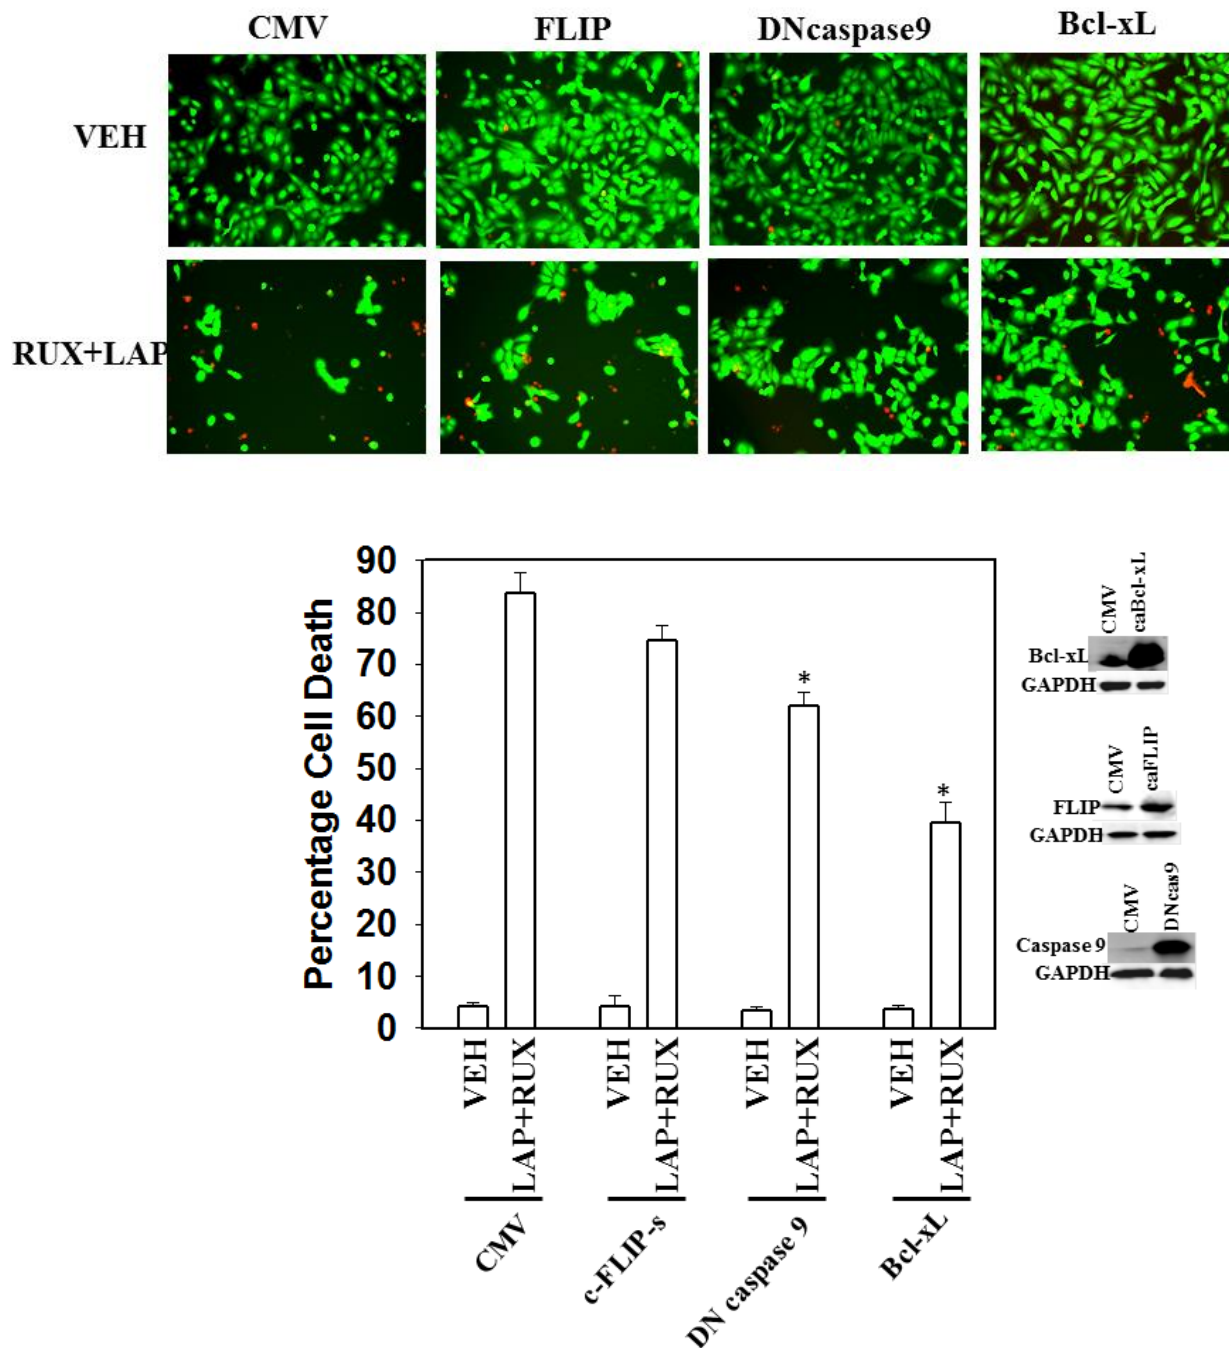 CMV FLIP DNcaspase9 Bcl-xL
VEH
RUX+LAP
90
80
70
60
50
40
30
20
10
0
Percentage Cell Death
*
*
VEH LAP+RUX VEH LAP+RUX VEH LAP+RUX VEH LAP+RUX
CMV c-FLIP-s DN caspase 9 Bcl-xL
CMV caBcl-xL
Bcl-xL
GAPDH
CMV caFLIP
FLIP
GAPDH
CMV DNcas9
Caspase 9
GAPDH